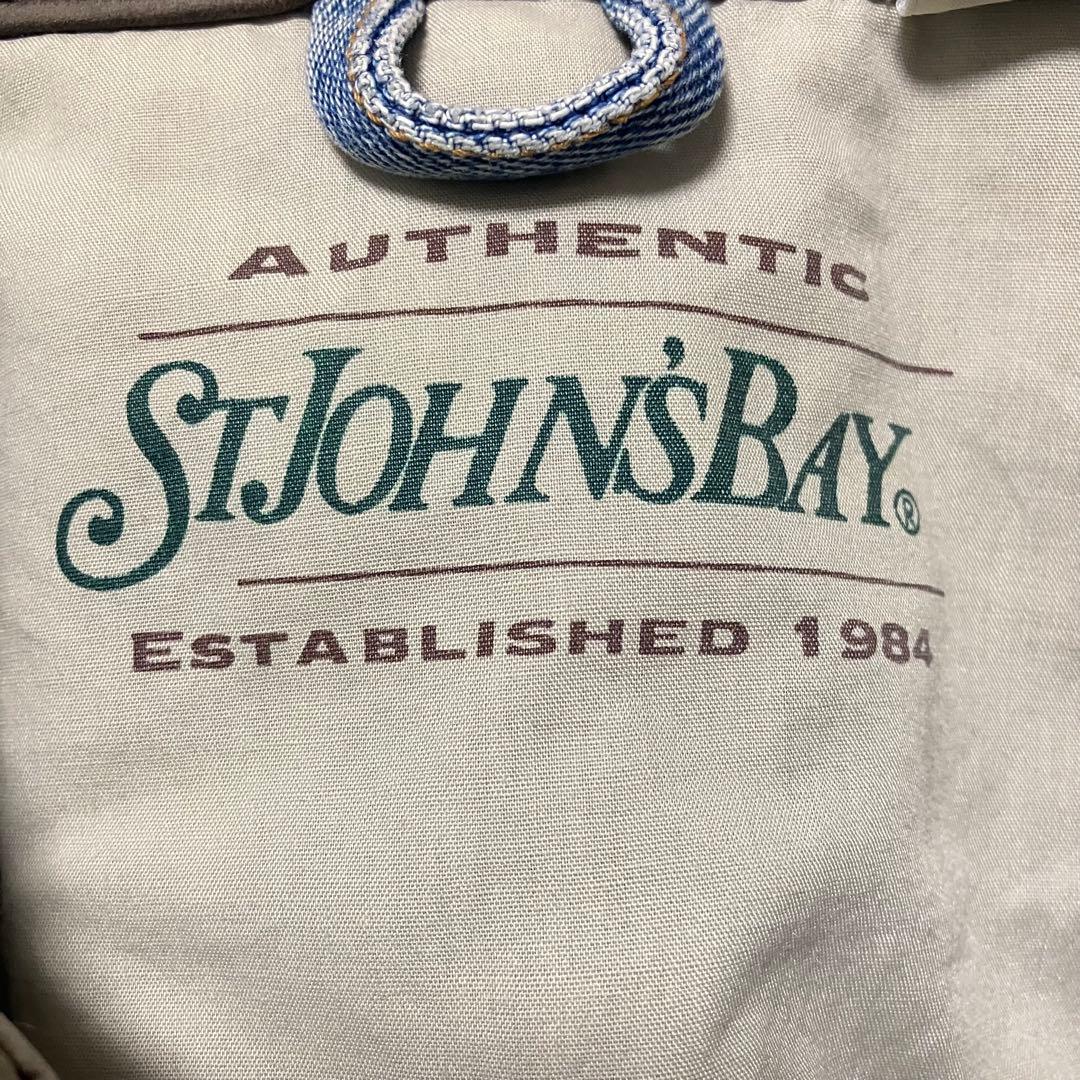 AUTHENTIC
ST JOHN'S BAY®
ESTABLISHED 1984